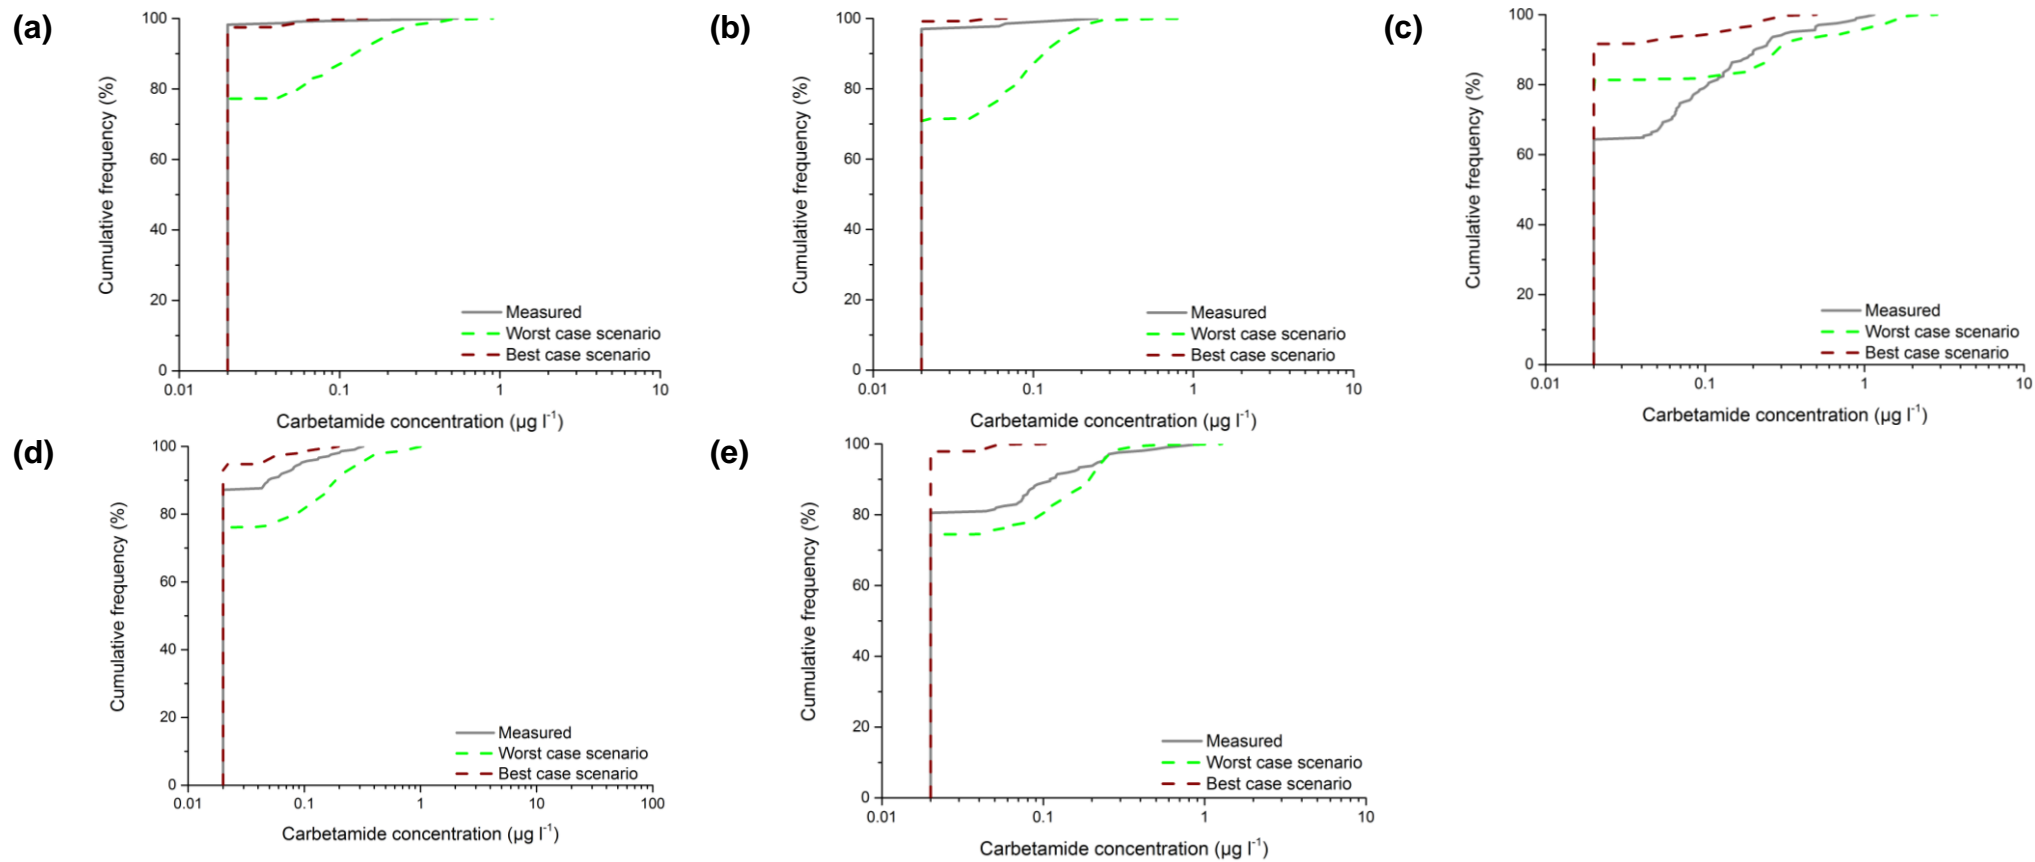 (a)
100
80
60
40
20
0
Cumulative frequency (%)
Measured
Worst case scenario
Best case scenario
0.01 0.1 1 10
Carbetamide concentration (µg l⁻¹)
(b)
100
80
60
40
20
0
Cumulative frequency (%)
Measured
Worst case scenario
Best case scenario
0.01 0.1 1 10
Carbetamide concentration (µg l⁻¹)
(c)
100
80
60
40
20
0
Cumulative frequency (%)
Measured
Worst case scenario
Best case scenario
0.01 0.1 1 10
Carbetamide concentration (µg l⁻¹)
(d)
100
80
60
40
20
0
Cumulative frequency (%)
Measured
Worst case scenario
Best case scenario
0.01 0.1 1 10 100
Carbetamide concentration (µg l⁻¹)
(e)
100
80
60
40
20
0
Cumulative frequency (%)
Measured
Worst case scenario
Best case scenario
0.01 0.1 1 10
Carbetamide concentration (µg l⁻¹)